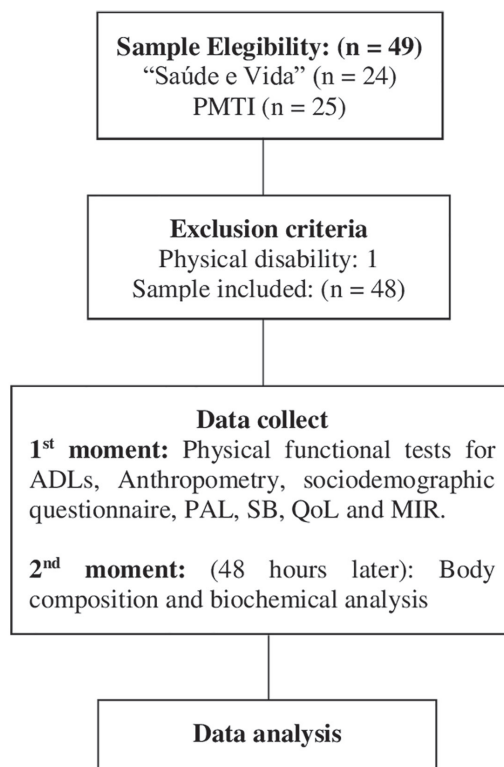 Sample Elegibility: (n = 49)
“Saúde e Vida” (n = 24)
PMTI (n = 25)
Exclusion criteria
Physical disability: 1
Sample included: (n = 48)
Data collect
1st moment: Physical functional tests for
ADLs, Anthropometry, sociodemographic
questionnaire, PAL, SB, QoL and MIR.
2nd moment: (48 hours later): Body
composition and biochemical analysis
Data analysis